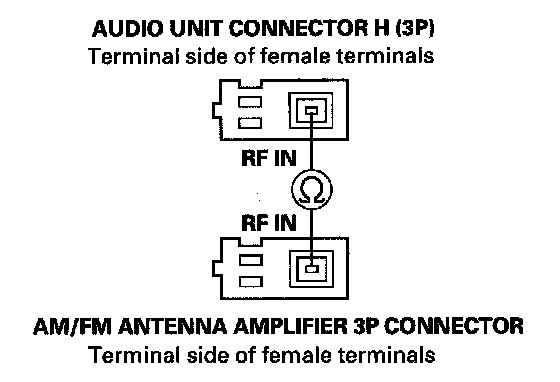 AUDIO UNIT CONNECTOR H (3P)
Terminal side of female terminals
RF IN
Ω
RF IN
AM/FM ANTENNA AMPLIFIER 3P CONNECTOR
Terminal side of female terminals